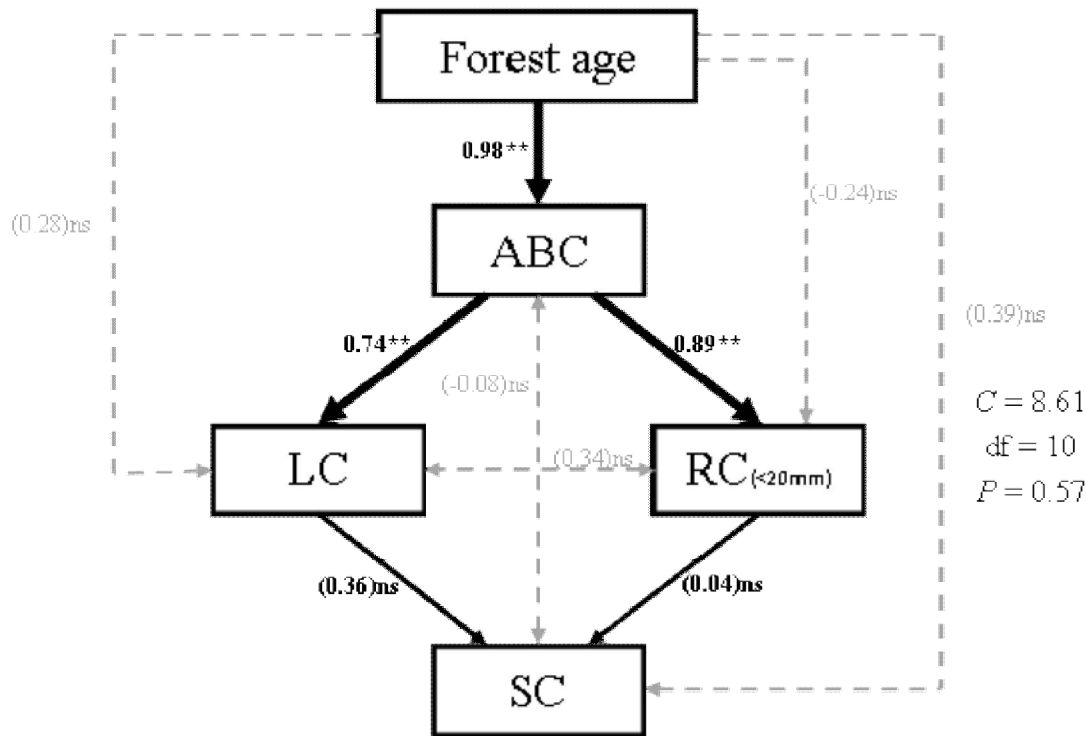 Forest age
0.98**
(-0.24)ns
(0.28)ns
ABC
(0.39)ns
0.74**
0.89**
(-0.08)ns
C = 8.61
df = 10
P = 0.57
LC
(0.34)ns
RC(<20mm)
(0.36)ns
(0.04)ns
SC